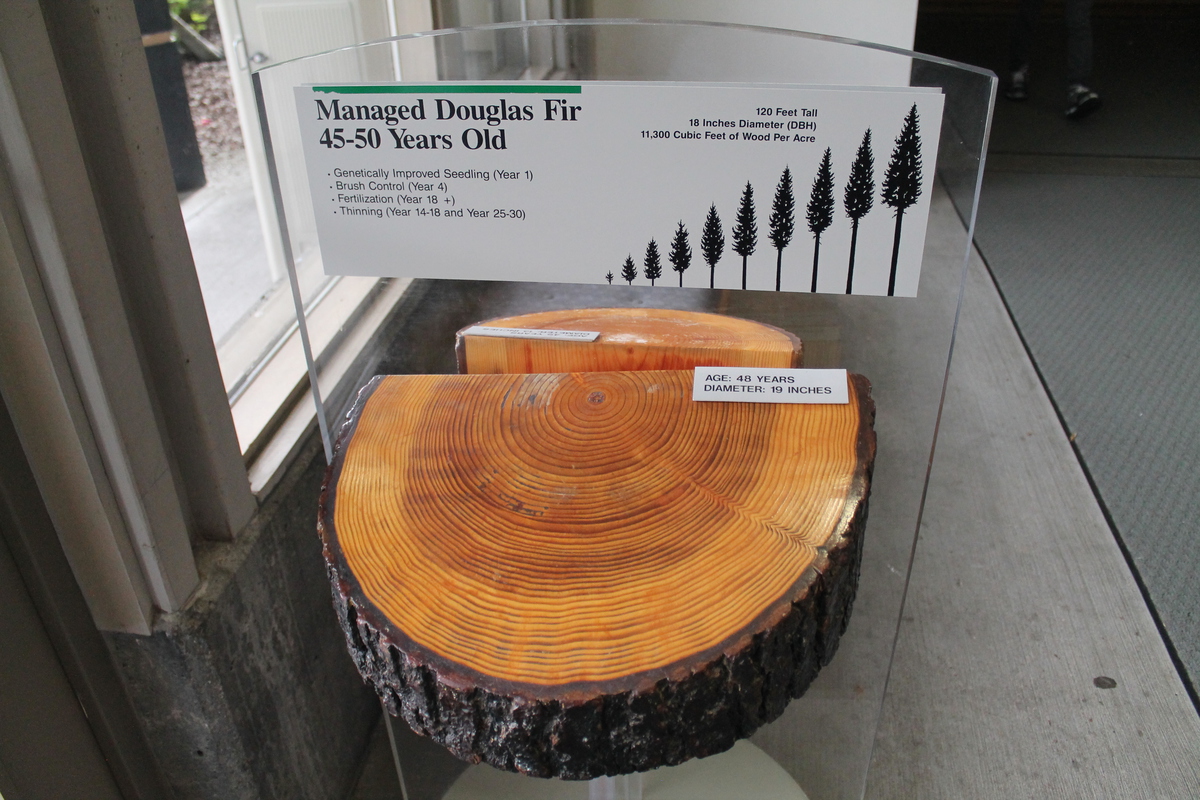 Managed Douglas Fir
45-50 Years Old
• Genetically Improved Seedling (Year 1)
• Brush Control (Year 4)
• Fertilization (Year 18 +)
• Thinning (Year 14-18 and Year 25-30)
120 Feet Tall
18 Inches Diameter (DBH)
11,300 Cubic Feet of Wood Per Acre
AGE: 48 YEARS
DIAMETER: 19 INCHES